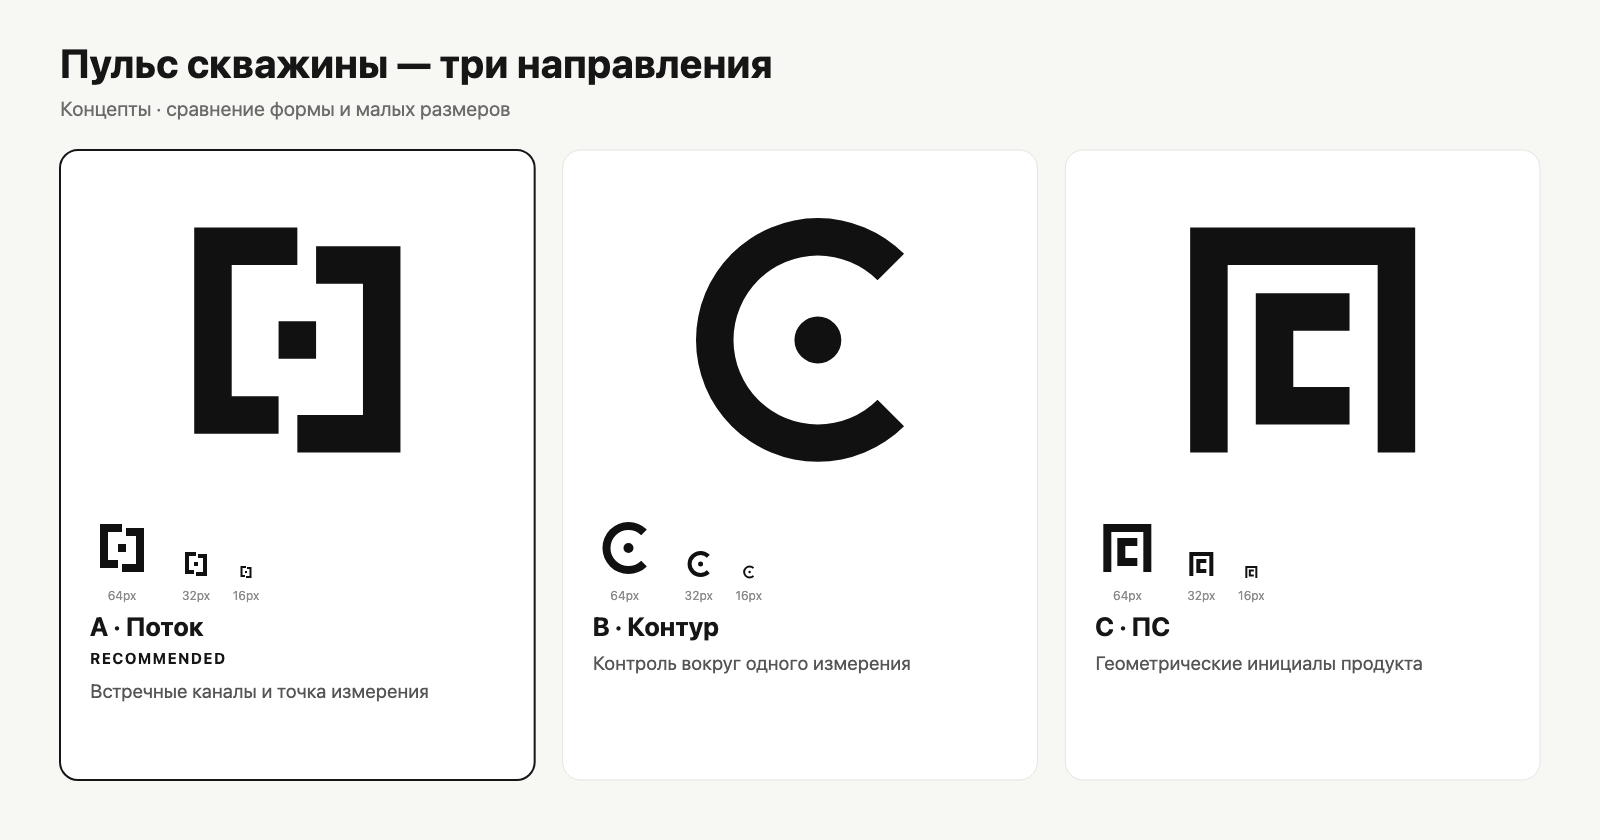 Пульс скважины — три направления
Концепты · сравнение формы и малых размеров
64px 32px 16px
A · Поток
RECOMMENDED
Встречные каналы и точка измерения
64px 32px 16px
B · Контур
Контроль вокруг одного измерения
64px 32px 16px
C · ПС
Геометрические инициалы продукта